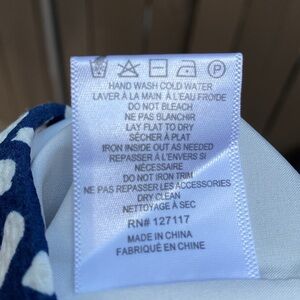 P
HAND WASH COLD WATER
LAVER À LA MAIN À L'EAU FROIDE
DO NOT BLEACH
NE PAS BLANCHIR
LAY FLAT TO DRY
SÉCHER À PLAT
IRON INSIDE OUT AS NEEDED
REPASSER À L'ENVERS SI
NÉCESSAIRE
DO NOT IRON TRIM
NE PAS REPASSER LES ACCESSORIES
DRY CLEAN
NETTOYAGE À SEC
RN# 127117
MADE IN CHINA
FABRIQUÉ EN CHINE